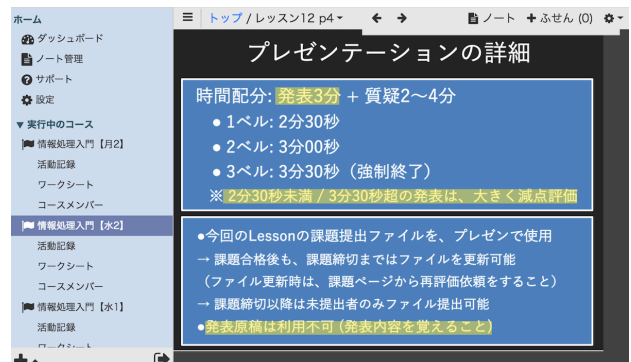 ホーム
ダッシュボード
ノート管理
サポート
設定
▼ 実行中のコース
情報処理入門【月2】
活動記録
ワークシート
コースメンバー
情報処理入門【水2】
活動記録
ワークシート
コースメンバー
情報処理入門【水1】
活動記録
ワークシート
トップ / レッスン12 p4
ノート
ふせん (0)
プレゼンテーションの詳細
時間配分: 発表3分 + 質疑2〜4分
● 1ベル: 2分30秒
● 2ベル: 3分00秒
● 3ベル: 3分30秒（強制終了）
※ 2分30秒未満 / 3分30秒超の発表は、大きく減点評価
●今回のLessonの課題提出ファイルを、プレゼンで使用
→ 課題合格後も、課題締切まではファイルを更新可能
（ファイル更新時は、課題ページから再評価依頼をすること）
→ 課題締切以降は未提出者のみファイル提出可能
●発表原稿は利用不可 (発表内容を覚えること)